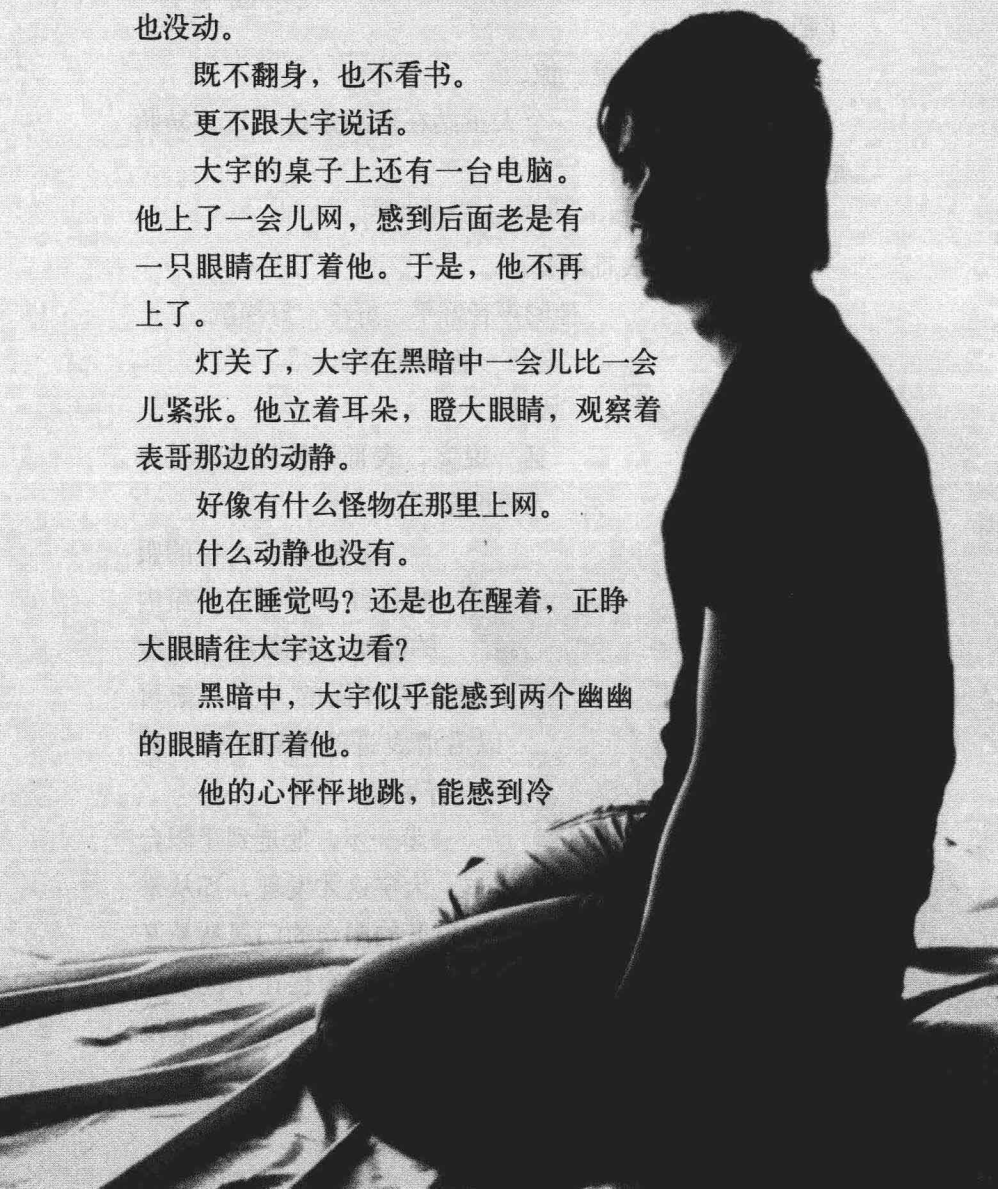 也没动。
既不翻身，也不看书。
更不跟大宇说话。
大宇的桌子上还有一台电脑。
他上了一会儿网，感到后面老是有
一只眼睛在盯着他。于是，他不再
上了。
灯关了，大宇在黑暗中一会儿比一会
儿紧张。他立着耳朵，瞪大眼睛，观察着
表哥那边的动静。
好像有什么怪物在那里上网。
什么动静也没有。
他在睡觉吗？还是也在醒着，正睁
大眼睛往大宇这边看？
黑暗中，大宇似乎能感到两个幽幽
的眼睛在盯着他。
他的心怦怦地跳，能感到冷